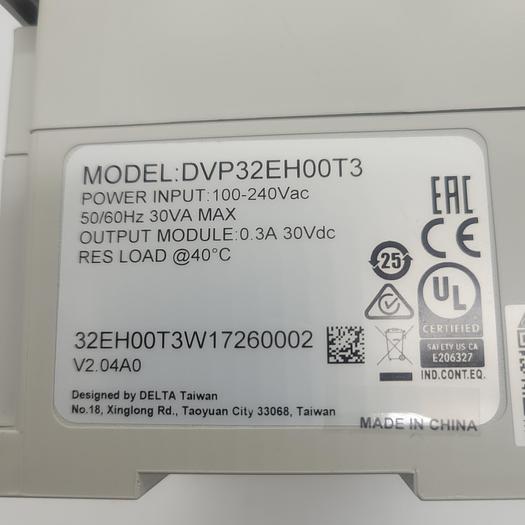 MODEL:DVP32EH00T3
POWER INPUT:100-240Vac
50/60Hz 30VA MAX
OUTPUT MODULE:0.3A 30Vdc
RES LOAD @40°C
EAC
CE
25
UL
CERTIFIED
SAFETY US CA
E206327
IND.CONT.EQ.
32EH00T3W17260002
V2.04A0
Designed by DELTA Taiwan
No.18, Xinglong Rd., Taoyuan City 33068, Taiwan
MADE IN CHINA